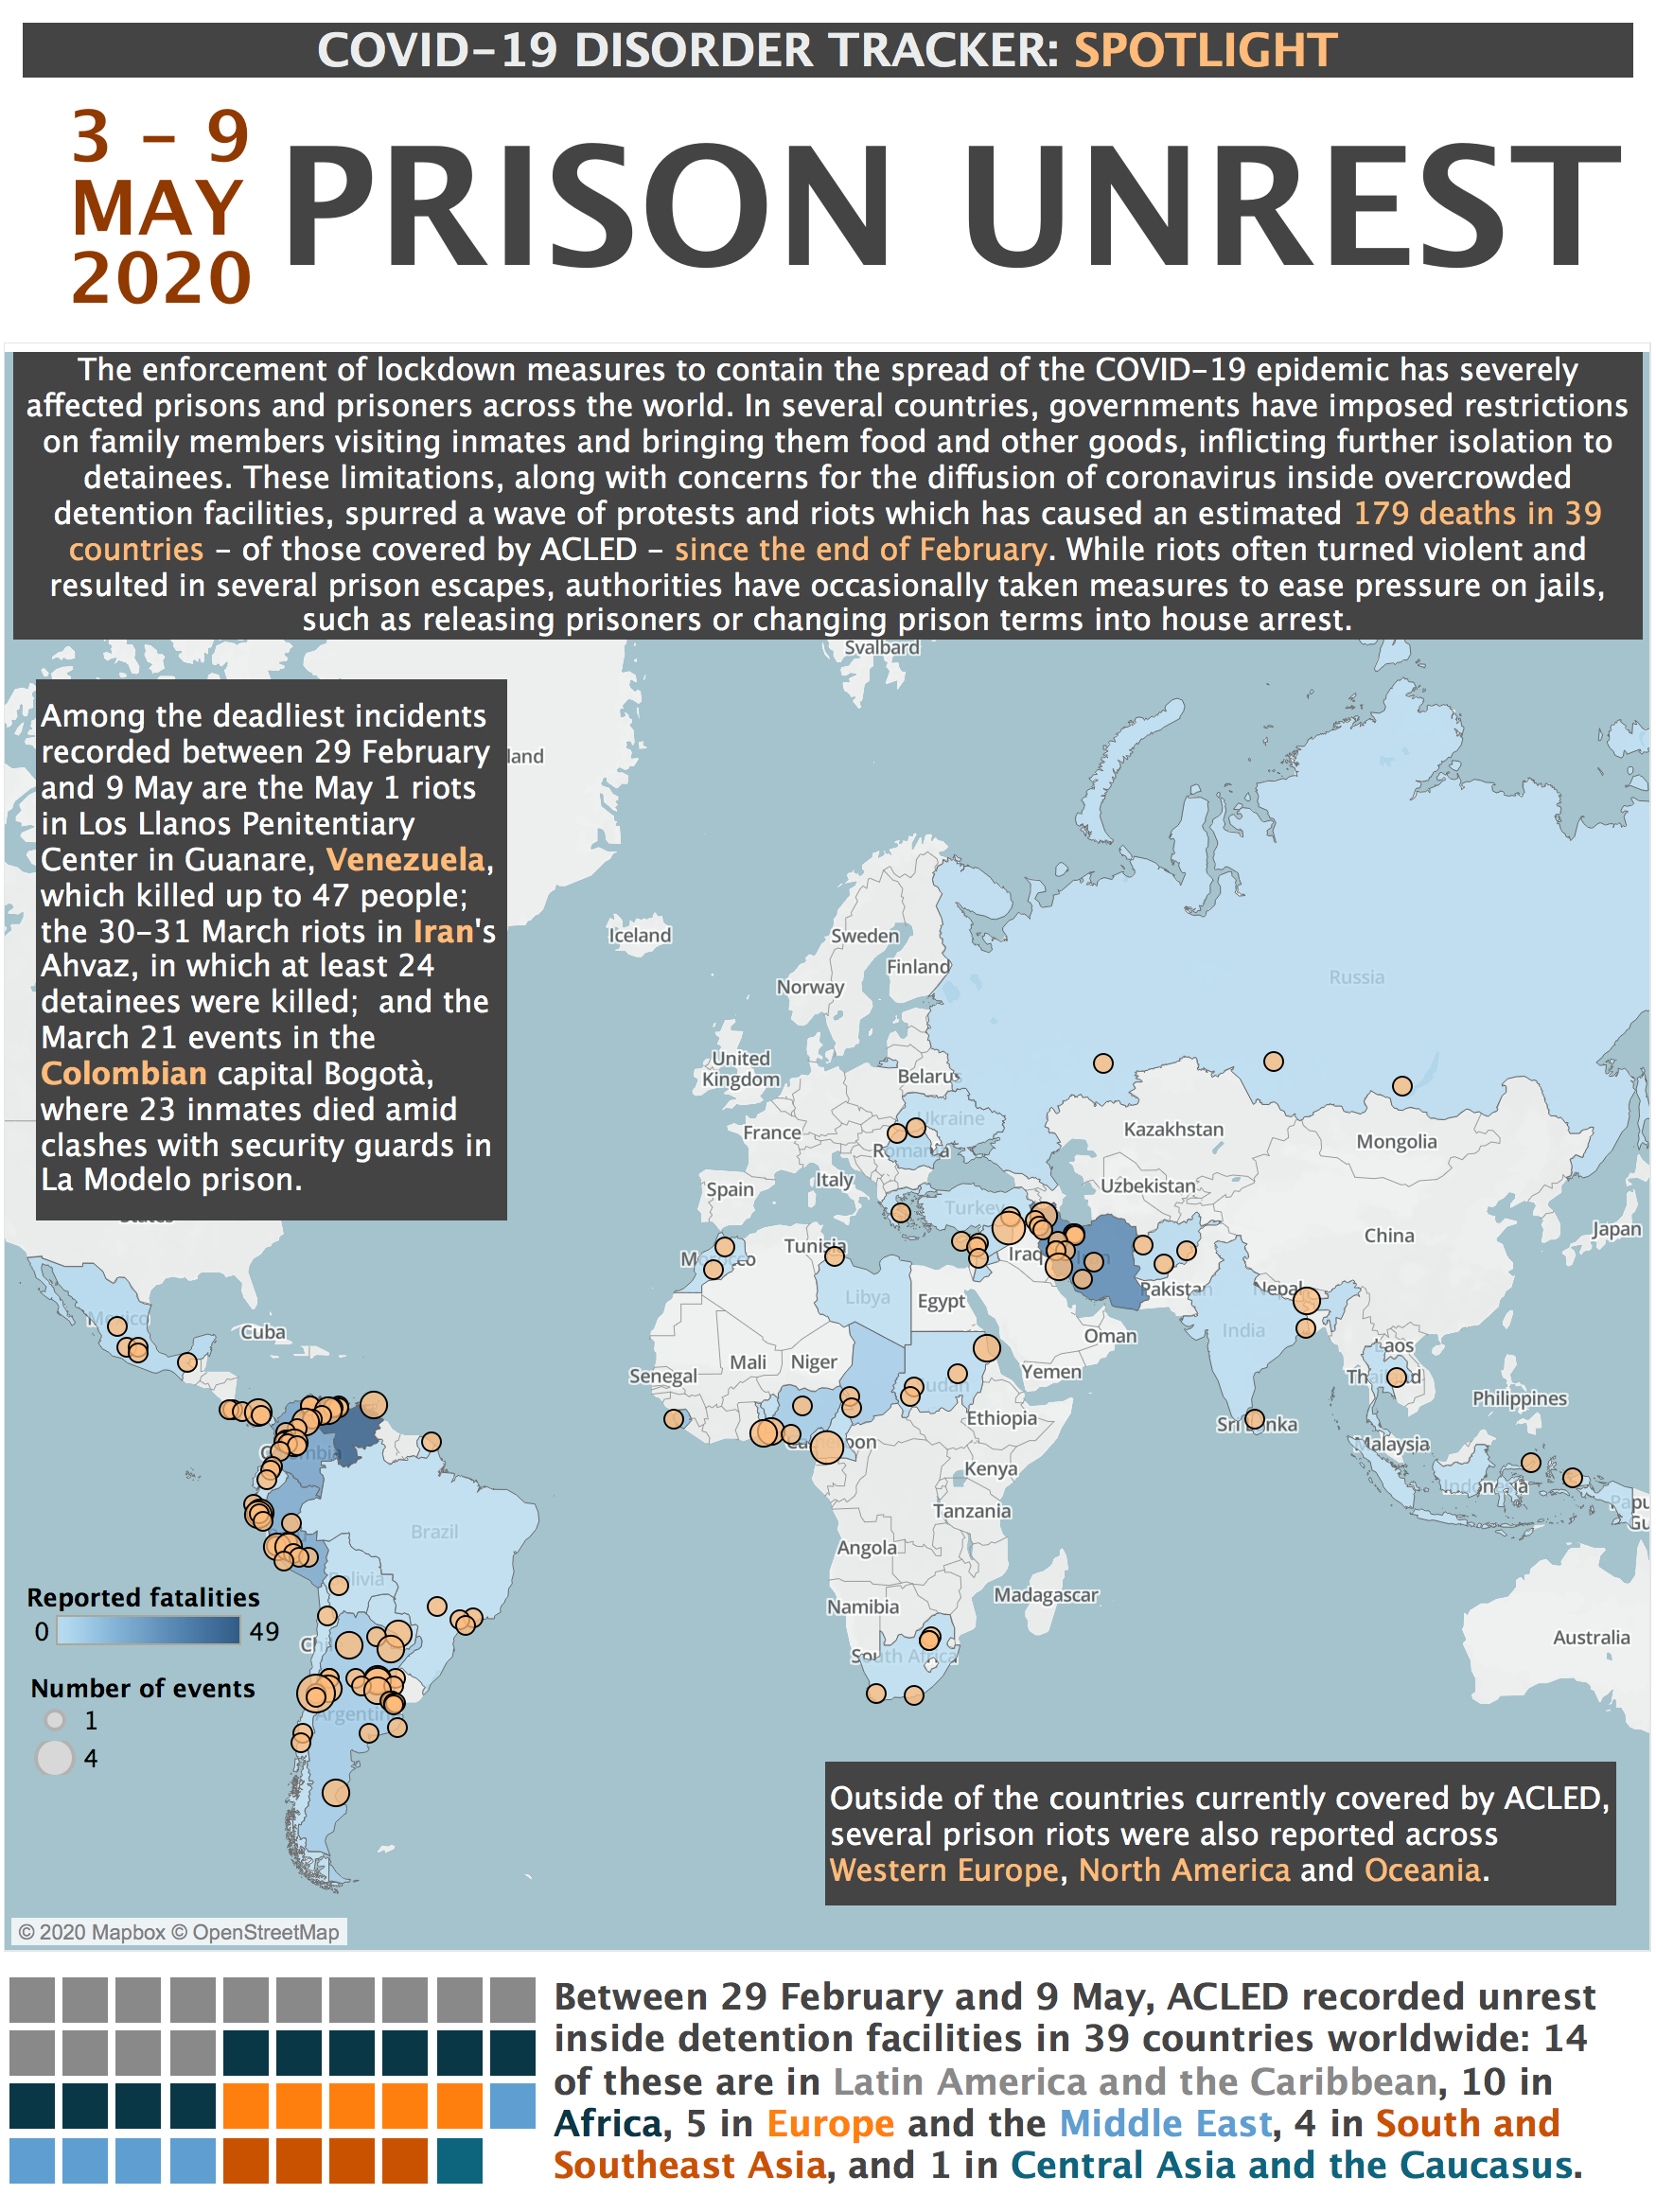 COVID-19 DISORDER TRACKER: SPOTLIGHT
3 - 9
MAY
2020
PRISON UNREST
The enforcement of lockdown measures to contain the spread of the COVID-19 epidemic has severely
affected prisons and prisoners across the world. In several countries, governments have imposed restrictions
on family members visiting inmates and bringing them food and other goods, inflicting further isolation to
detainees. These limitations, along with concerns for the diffusion of coronavirus inside overcrowded
detention facilities, spurred a wave of protests and riots which has caused an estimated 179 deaths in 39
countries - of those covered by ACLED - since the end of February. While riots often turned violent and
resulted in several prison escapes, authorities have occasionally taken measures to ease pressure on jails,
such as releasing prisoners or changing prison terms into house arrest.
Among the deadliest incidents
recorded between 29 February
and 9 May are the May 1 riots
in Los Llanos Penitentiary
Center in Guanare, Venezuela,
which killed up to 47 people;
the 30-31 March riots in Iran's
Ahvaz, in which at least 24
detainees were killed;  and the
March 21 events in the
Colombian capital Bogotà,
where 23 inmates died amid
clashes with security guards in
La Modelo prison.
Svalbard
land
Iceland
Sweden
Finland
Norway
Russia
United
Kingdom
Belarus
Ukraine
France
Romania
Kazakhstan
Mongolia
Spain
Italy
Uzbekistan
Turkey
China
Japan
Morocco
Tunisia
Iraq
Iran
Libya
Egypt
Pakistan
Nepal
India
Mexico
Cuba
Oman
Laos
Senegal
Mali
Niger
Sudan
Yemen
Thailand
Philippines
Ethiopia
Sri Lanka
Cameroon
Malaysia
Colombia
Kenya
Indonesia
Papu
Gu
Tanzania
Brazil
Angola
Bolivia
Madagascar
Namibia
Australia
South Africa
Argentin
Reported fatalities
0 49
Number of events
1
4
Outside of the countries currently covered by ACLED,
several prison riots were also reported across
Western Europe, North America and Oceania.
© 2020 Mapbox © OpenStreetMap
Between 29 February and 9 May, ACLED recorded unrest
inside detention facilities in 39 countries worldwide: 14
of these are in Latin America and the Caribbean, 10 in
Africa, 5 in Europe and the Middle East, 4 in South and
Southeast Asia, and 1 in Central Asia and the Caucasus.